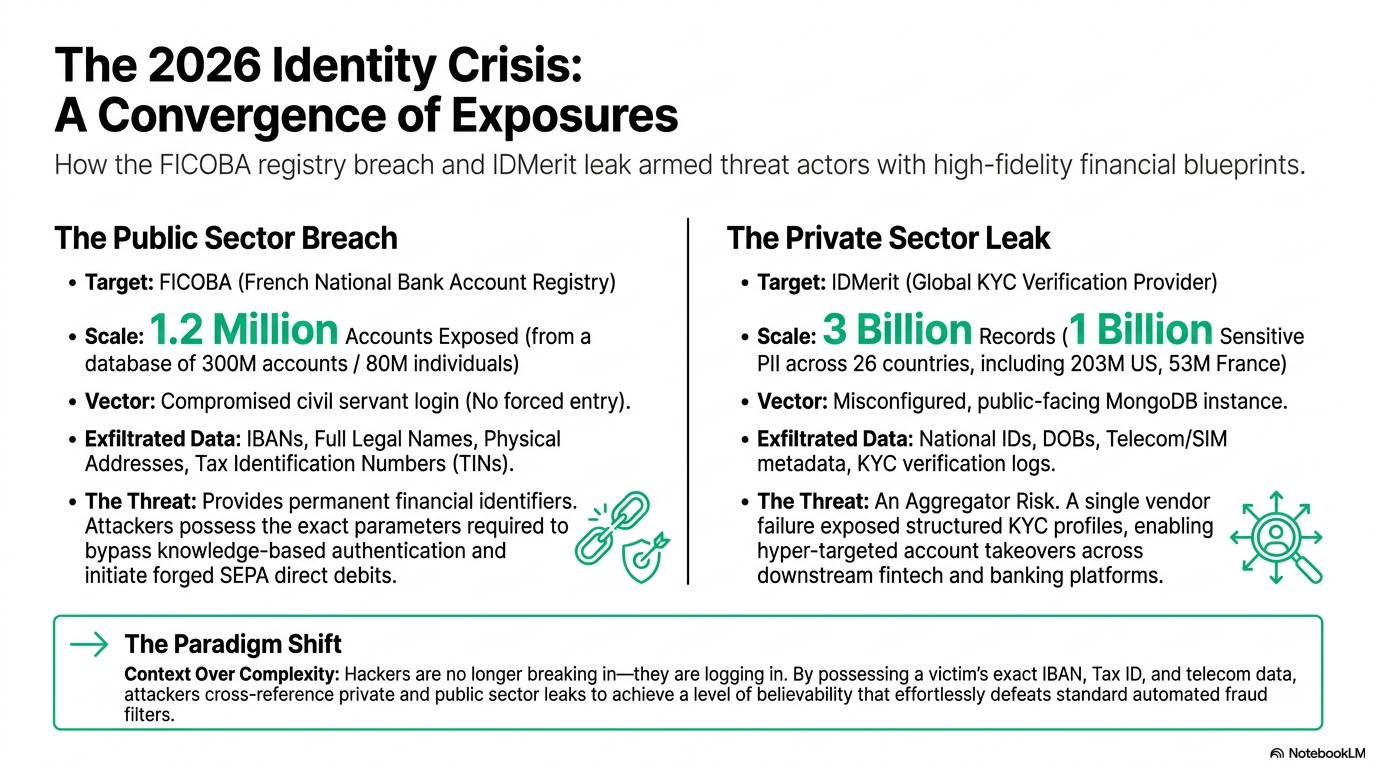 The 2026 Identity Crisis:
A Convergence of Exposures
How the FICOBA registry breach and IDMerit leak armed threat actors with high-fidelity financial blueprints.
The Public Sector Breach
• Target: FICOBA (French National Bank Account Registry)
• Scale: 1.2 Million Accounts Exposed (from a
database of 300M accounts / 80M individuals)
• Vector: Compromised civil servant login (No forced entry).
• Exfiltrated Data: IBANs, Full Legal Names, Physical
Addresses, Tax Identification Numbers (TINs).
• The Threat: Provides permanent financial identifiers.
Attackers possess the exact parameters required to
bypass knowledge-based authentication and
initiate forged SEPA direct debits.
The Private Sector Leak
• Target: IDMerit (Global KYC Verification Provider)
• Scale: 3 Billion Records (1 Billion Sensitive
PII across 26 countries, including 203M US, 53M France)
• Vector: Misconfigured, public-facing MongoDB instance.
• Exfiltrated Data: National IDs, DOBs, Telecom/SIM
metadata, KYC verification logs.
• The Threat: An Aggregator Risk. A single vendor
failure exposed structured KYC profiles, enabling
hyper-targeted account takeovers across
downstream fintech and banking platforms.
The Paradigm Shift
Context Over Complexity: Hackers are no longer breaking in—they are logging in. By possessing a victim's exact IBAN, Tax ID, and telecom data,
attackers cross-reference private and public sector leaks to achieve a level of believability that effortlessly defeats standard automated fraud
filters.
NotebookLM